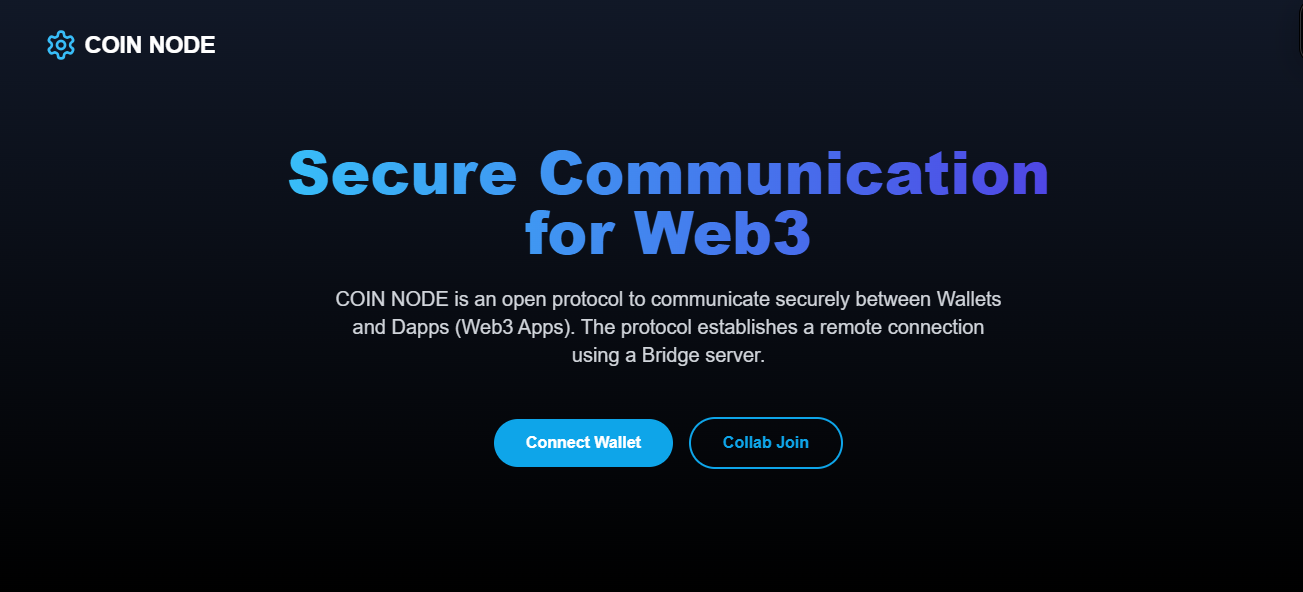 COIN NODE
Secure Communication
for Web3
COIN NODE is an open protocol to communicate securely between Wallets
and Dapps (Web3 Apps). The protocol establishes a remote connection
using a Bridge server.
Connect Wallet
Collab Join